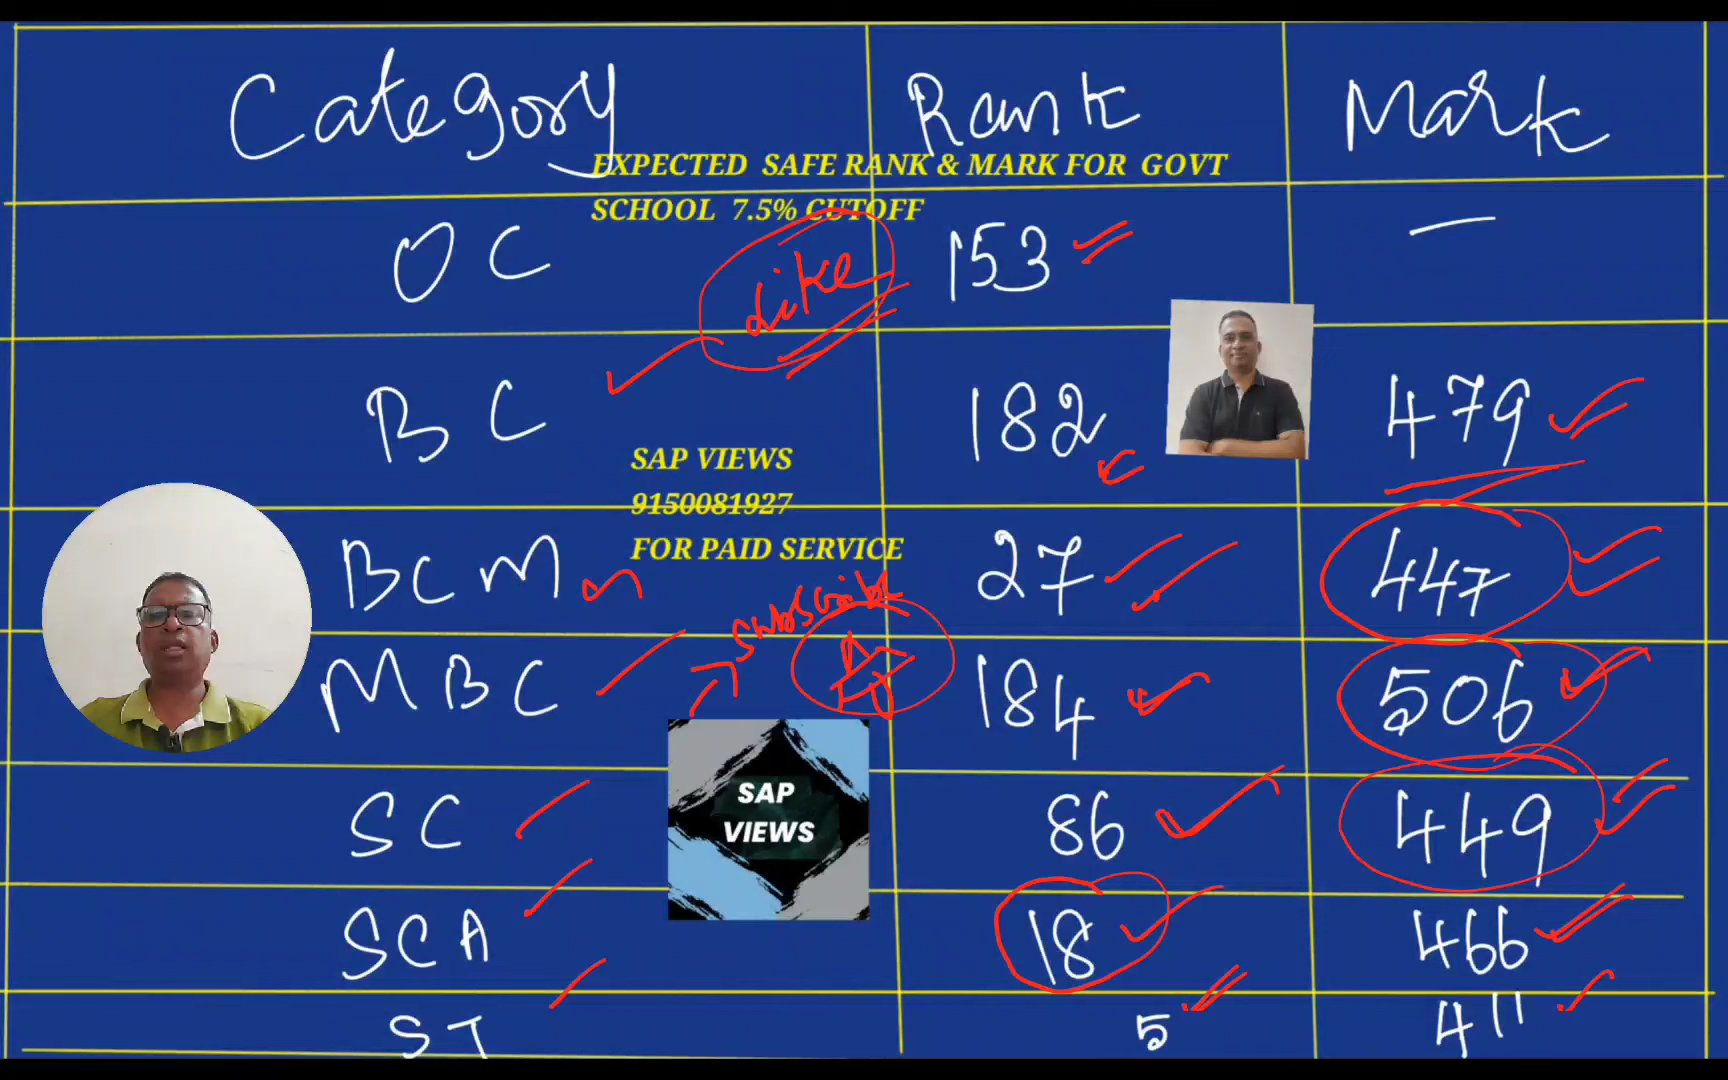 Category Rank Mark
EXPECTED SAFE RANK & MARK FOR GOVT
SCHOOL 7.5% CUTOFF
OC 153 —
Like
BC 182 479
SAP VIEWS
9150081927
FOR PAID SERVICE
BCM 27 447
Subscribe
MBC 184 506
SAP
VIEWS
SC 86 449
SCA 18 466
ST 5 411